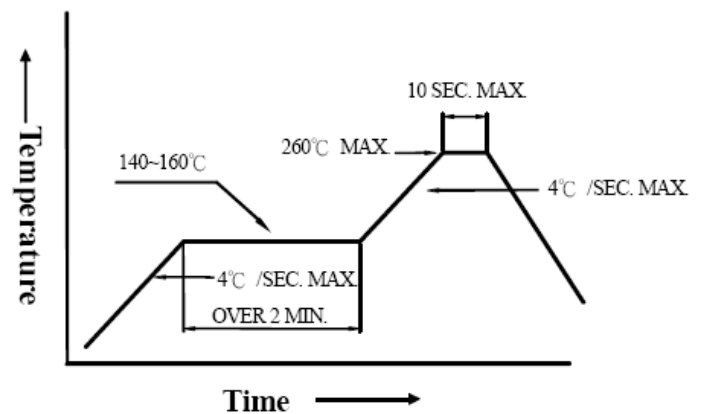 10 SEC. MAX.
260℃ MAX.
140~160℃
4℃ /SEC. MAX.
4℃ /SEC. MAX.
OVER 2 MIN.
Temperature
Time